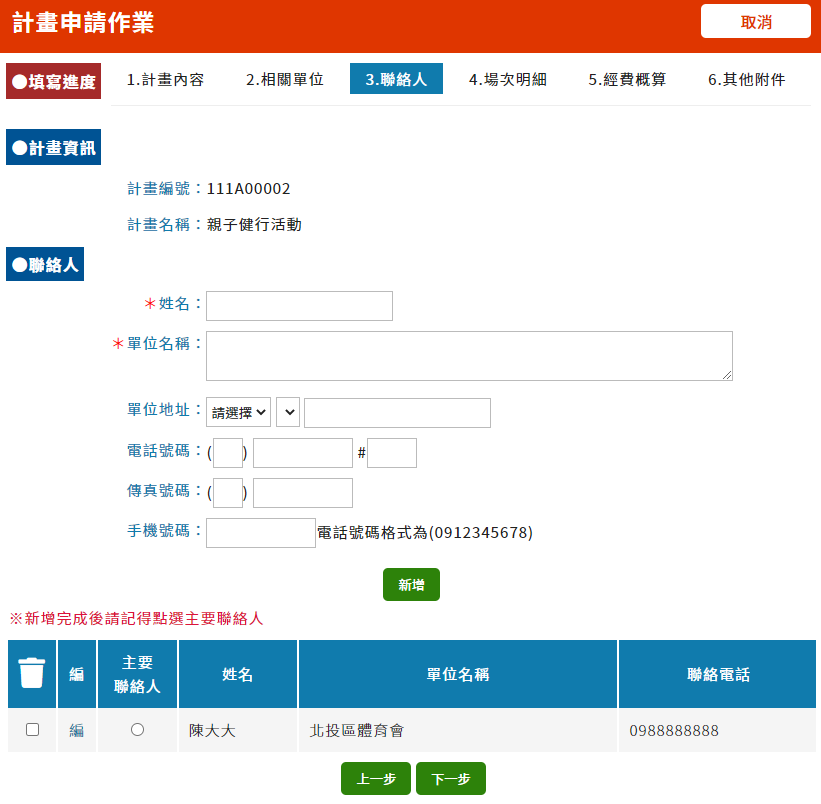 計畫申請作業
取消
●填寫進度
1.計畫內容 2.相關單位 3.聯絡人 4.場次明細 5.經費概算 6.其他附件
●計畫資訊
計畫編號：111A00002
計畫名稱：親子健行活動
●聯絡人
＊姓名：
＊單位名稱：
單位地址：請選擇
電話號碼：( ) #
傳真號碼：( )
手機號碼： 電話號碼格式為(0912345678)
新增
※新增完成後請記得點選主要聯絡人
編 主要聯絡人 姓名 單位名稱 聯絡電話
編 陳大大 北投區體育會 0988888888
上一步 下一步